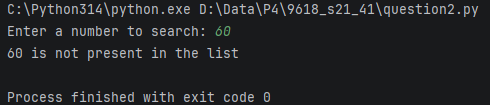 C:\Python314\python.exe D:\Data\P4\9618_s21_41\question2.py
Enter a number to search: 60
60 is not present in the list
Process finished with exit code 0